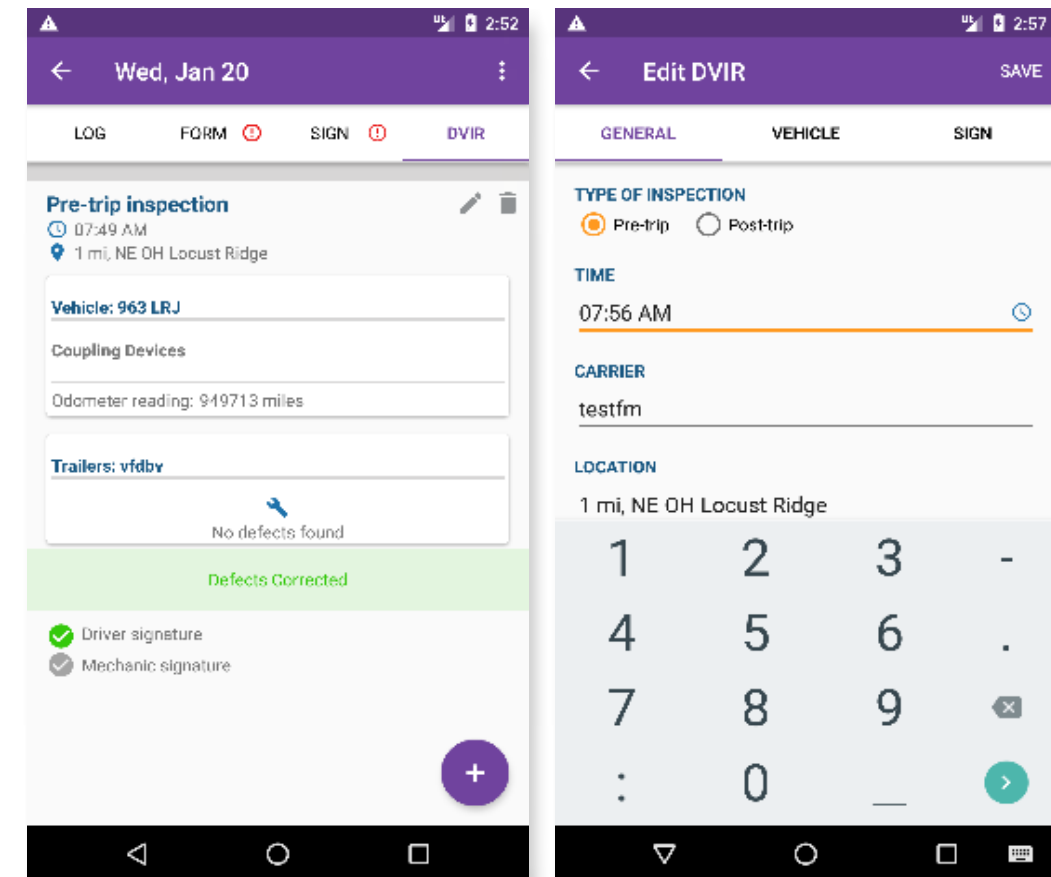 2:52
Wed, Jan 20
LOG FORM SIGN DVIR
Pre-trip inspection
07:49 AM
1 mi, NE OH Locust Ridge
Vehicle: 963 LRJ
Coupling Devices
Odometer reading: 949713 miles
Trailers: vfdby
No defects found
Defects Corrected
Driver signature
Mechanic signature
+
2:57
Edit DVIR SAVE
GENERAL VEHICLE SIGN
TYPE OF INSPECTION
Pre-trip Post-trip
TIME
07:56 AM
CARRIER
testfm
LOCATION
1 mi, NE OH Locust Ridge
1 2 3 -
4 5 6 .
7 8 9
: 0 _